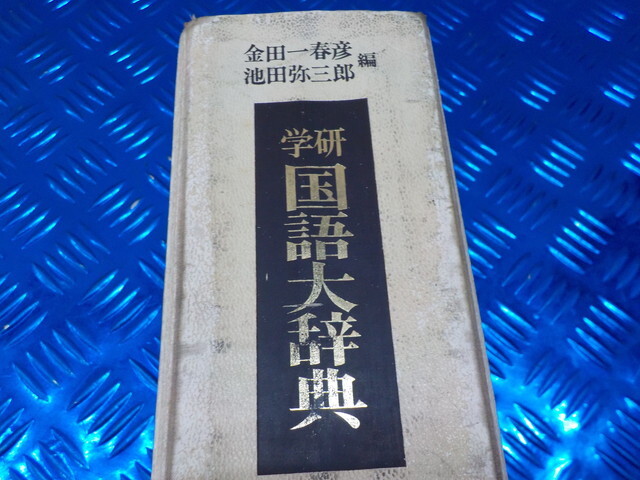 金田一春彦
池田弥三郎
編
学研
国語大辞典